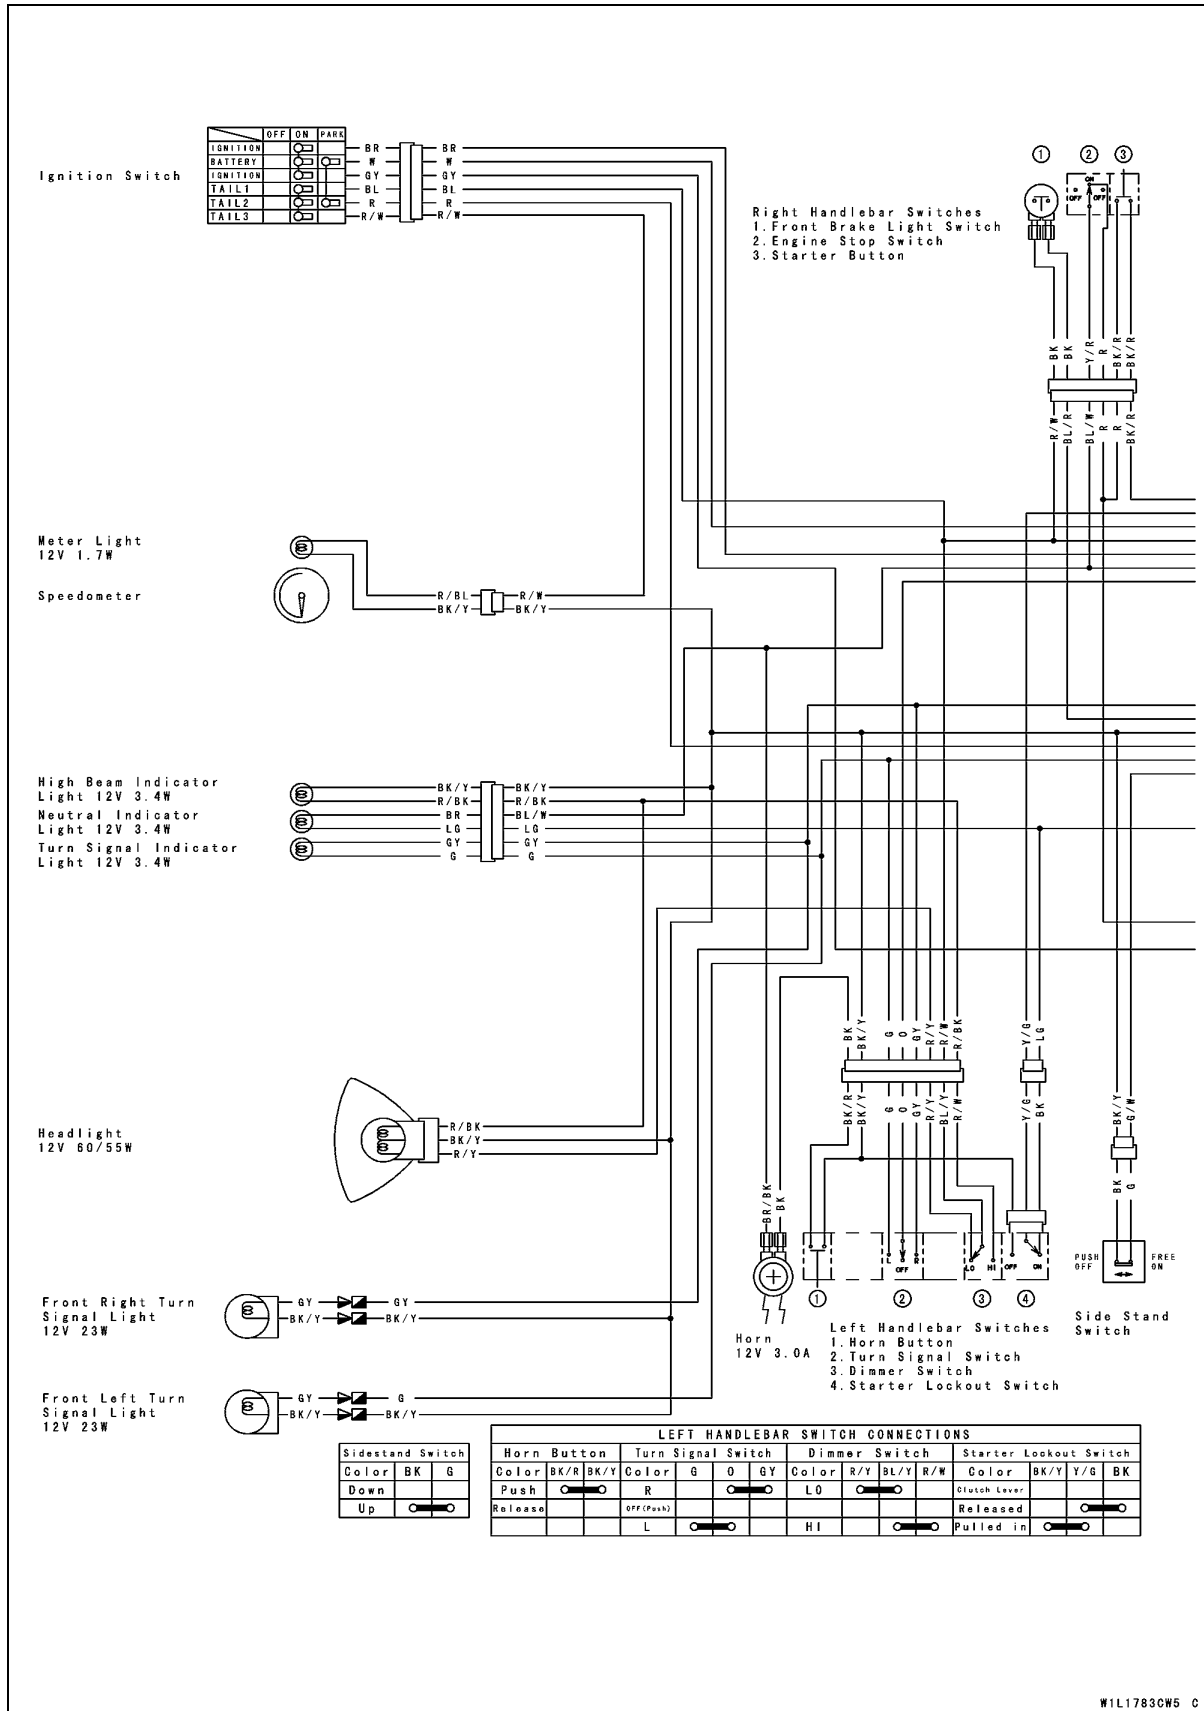 OFF ON PARK
IGNITION
BATTERY
IGNITION
TAIL1
TAIL2
TAIL3
BR BR
W W
GY GY
BL BL
R R
R/W R/W
Ignition Switch
1 2 3
ON
OFF OFF
Right Handlebar Switches
1.Front Brake Light Switch
2.Engine Stop Switch
3.Starter Button
BK BK Y/R R BK/R BK/R
R/W BL/R BL/W R R BK/R
Meter Light
12V 1.7W
Speedometer
R/BL R/W
BK/Y BK/Y
High Beam Indicator
Light 12V 3.4W
Neutral Indicator
Light 12V 3.4W
Turn Signal Indicator
Light 12V 3.4W
BK/Y BK/Y
R/BK R/BK
BR BL/W
LG LG
GY GY
G G
BK BK/Y G O GY R/Y R/W R/BK Y/G LG
BK/R BK/Y G O GY R/Y BL/Y R/W Y/G BK
BK/Y G/W
BK G
Headlight
12V 60/55W
R/BK
BK/Y
R/Y
BR/BK BK
L OFF R
LO HI OFF ON
PUSH OFF
FREE ON
1 2 3 4
Front Right Turn
Signal Light
12V 23W
GY GY
BK/Y BK/Y
Horn
12V 3.0A
Left Handlebar Switches
1.Horn Button
2.Turn Signal Switch
3.Dimmer Switch
4.Starter Lockout Switch
Side Stand
Switch
Front Left Turn
Signal Light
12V 23W
GY G
BK/Y BK/Y
Sidestand Switch
Color BK G
Down
Up
LEFT HANDLEBAR SWITCH CONNECTIONS
Horn Button Turn Signal Switch Dimmer Switch Starter Lockout Switch
Color BK/R BK/Y Color G O GY Color R/Y BL/Y R/W Color BK/Y Y/G BK
Push R LO Clutch Lever
Release OFF(Push) Released
L HI Pulled in
W1L1783CW5 C